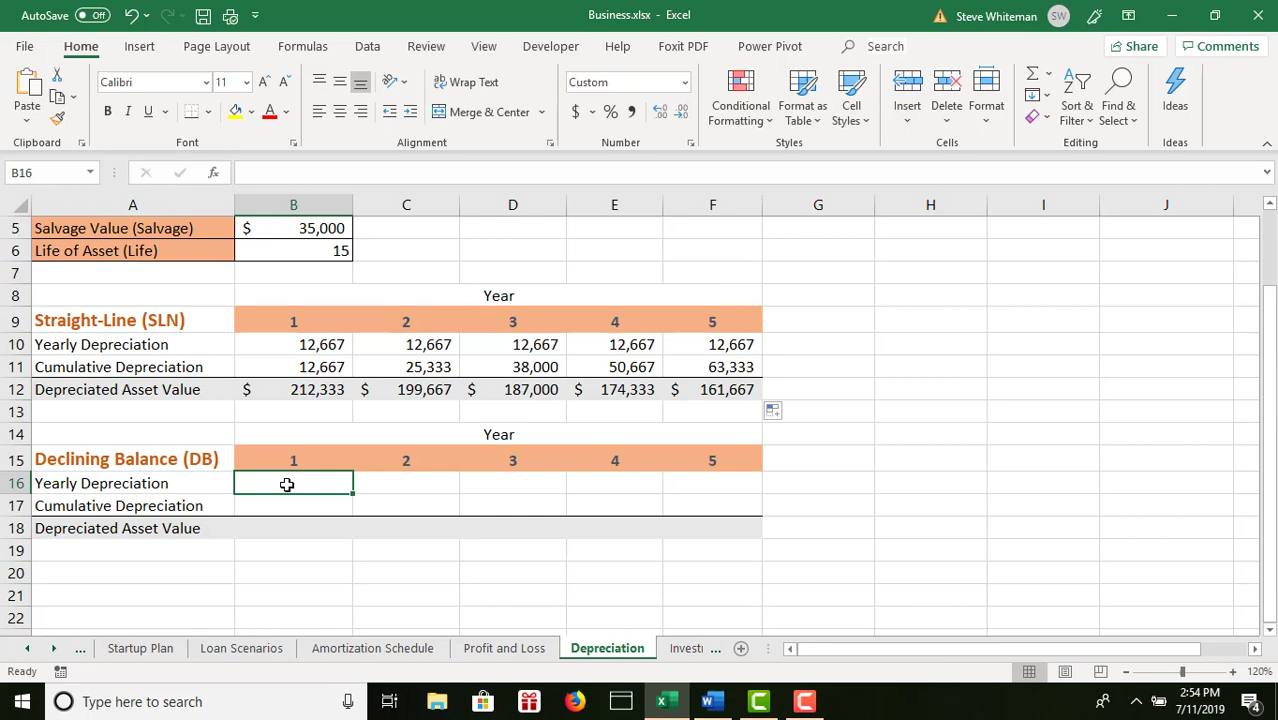 AutoSave Off Business.xlsx - Excel Steve Whiteman SW
File Home Insert Page Layout Formulas Data Review View Developer Help Foxit PDF Power Pivot Search Share Comments
Paste Calibri 11 A A Wrap Text Custom Conditional Formatting Format as Table Cell Styles Insert Delete Format Sort & Filter Find & Select Ideas
B I U A Merge & Center $ % ,
Clipboard Font Alignment Number Styles Cells Editing Ideas
B16 fx
A B C D E F G H I J
5 Salvage Value (Salvage) $ 35,000
6 Life of Asset (Life) 15
7
8 Year
9 Straight-Line (SLN) 1 2 3 4 5
10 Yearly Depreciation 12,667 12,667 12,667 12,667 12,667
11 Cumulative Depreciation 12,667 25,333 38,000 50,667 63,333
12 Depreciated Asset Value $ 212,333 $ 199,667 $ 187,000 $ 174,333 $ 161,667
13
14 Year
15 Declining Balance (DB) 1 2 3 4 5
16 Yearly Depreciation
17 Cumulative Depreciation
18 Depreciated Asset Value
19
20
21
22
... Startup Plan Loan Scenarios Amortization Schedule Profit and Loss Depreciation Investi ...
Ready 120%
Type here to search 2:54 PM
7/11/2019 4